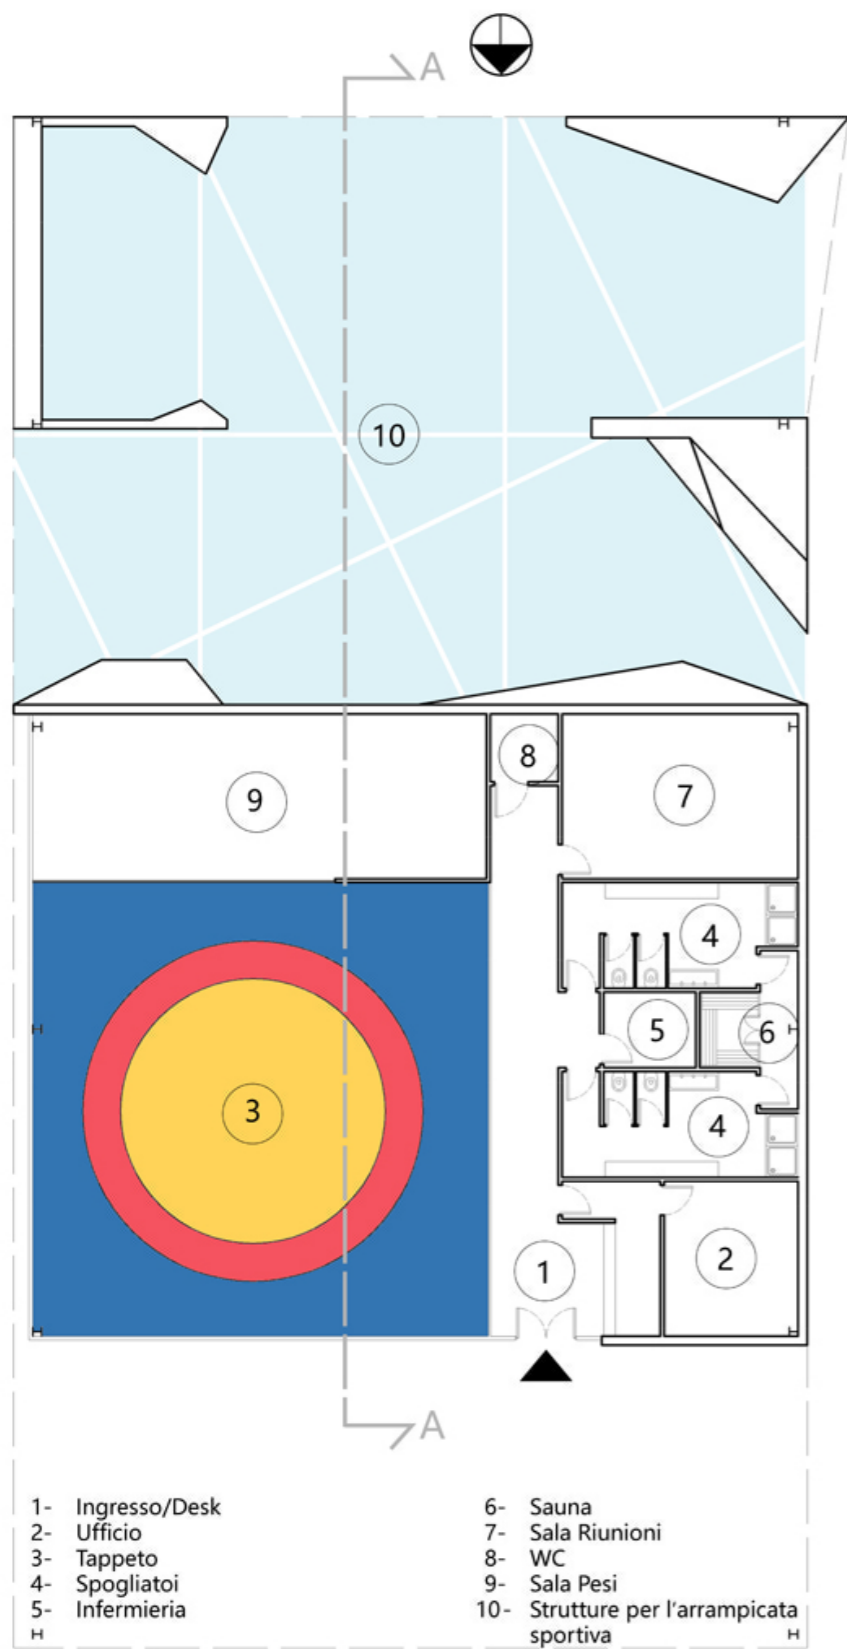 A
10
8
9
7
4
5
6
3
4
2
1
A
1- Ingresso/Desk
2- Ufficio
3- Tappeto
4- Spogliatoi
5- Infermieria
6- Sauna
7- Sala Riunioni
8- WC
9- Sala Pesi
10- Strutture per l'arrampicata
sportiva